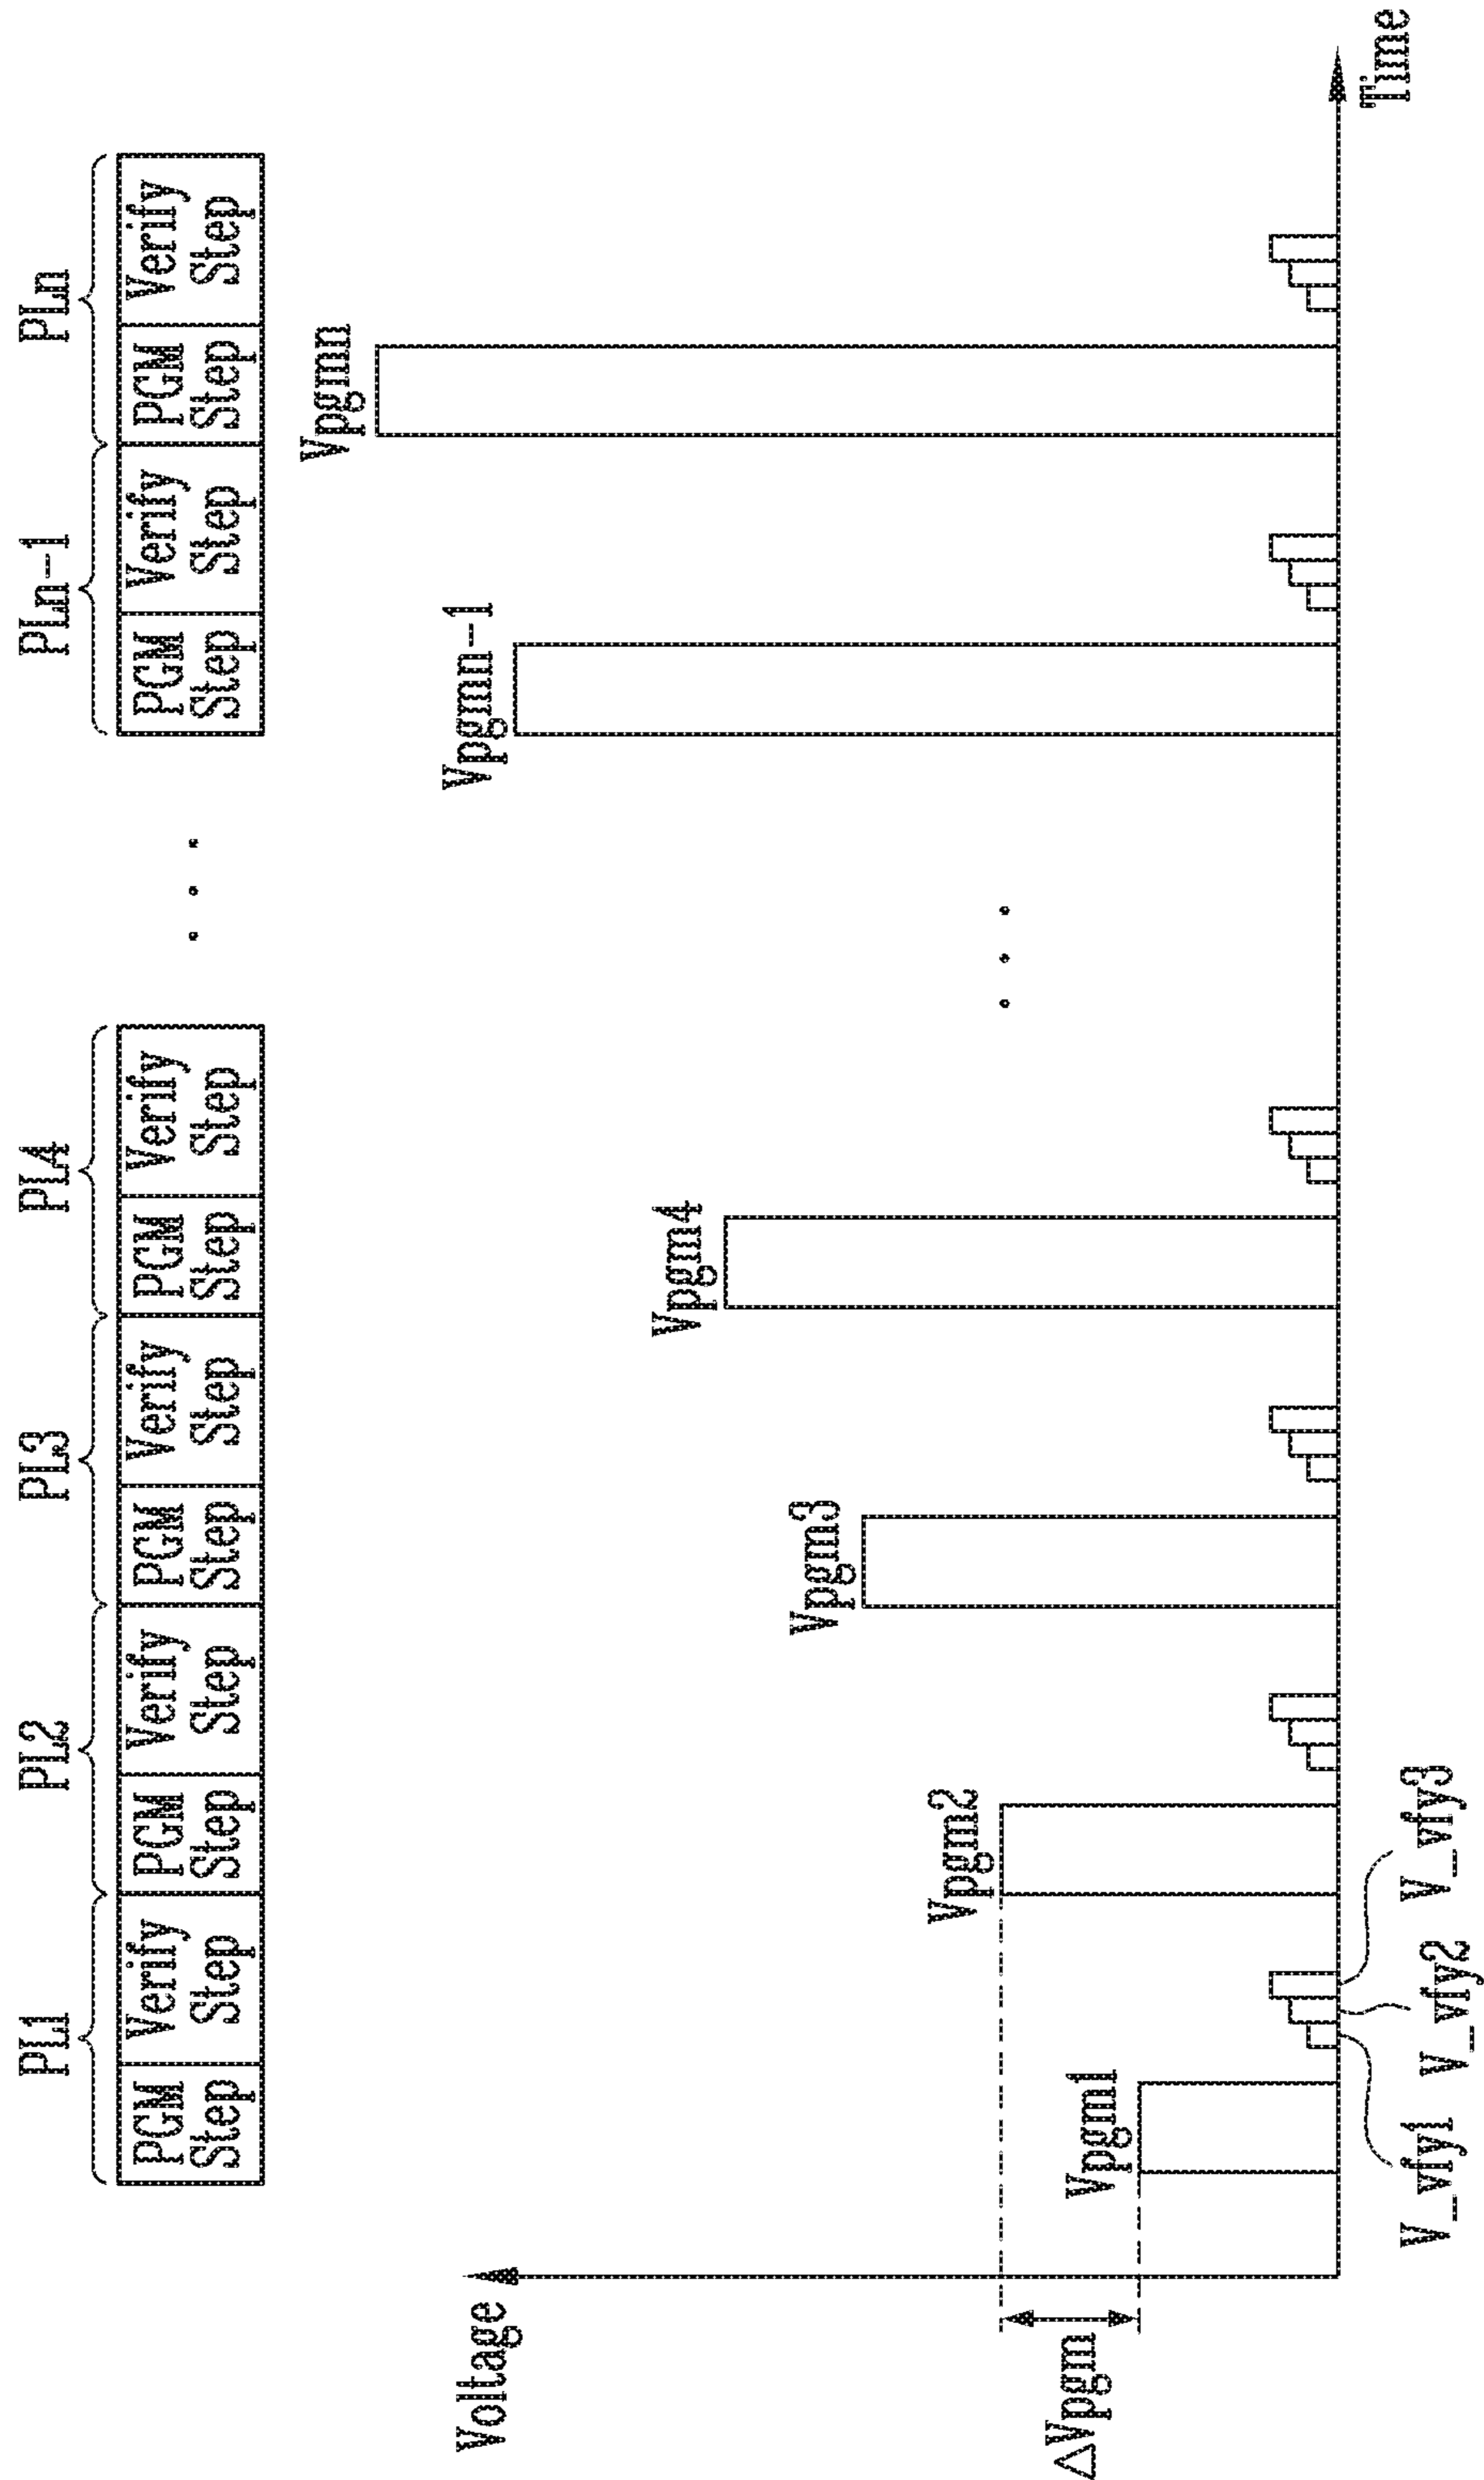 PL1
PL2
PL3
PL4
PLn-1
PLn
PGM
Step
Verify
Step
PGM
Step
Verify
Step
PGM
Step
Verify
Step
PGM
Step
Verify
Step
. . .
PGM
Step
Verify
Step
PGM
Step
Verify
Step
Voltage
Vpgmn
Vpgmn-1
Vpgm4
Vpgm3
Vpgm2
. . .
Vpgm1
△Vpgm
Time
V_vfy1
V_vfy2
V_vfy3